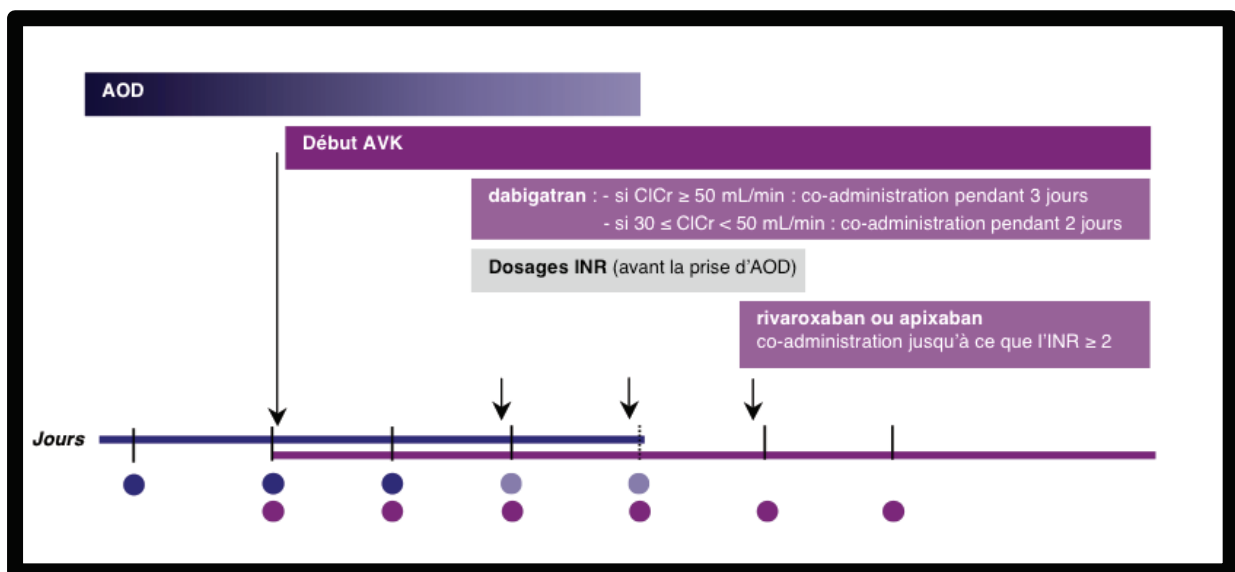 AOD
Début AVK
dabigatran : - si ClCr ≥ 50 mL/min : co-administration pendant 3 jours
- si 30 ≤ ClCr < 50 mL/min : co-administration pendant 2 jours
Dosages INR (avant la prise d'AOD)
rivaroxaban ou apixaban
co-administration jusqu'à ce que l'INR ≥ 2
Jours